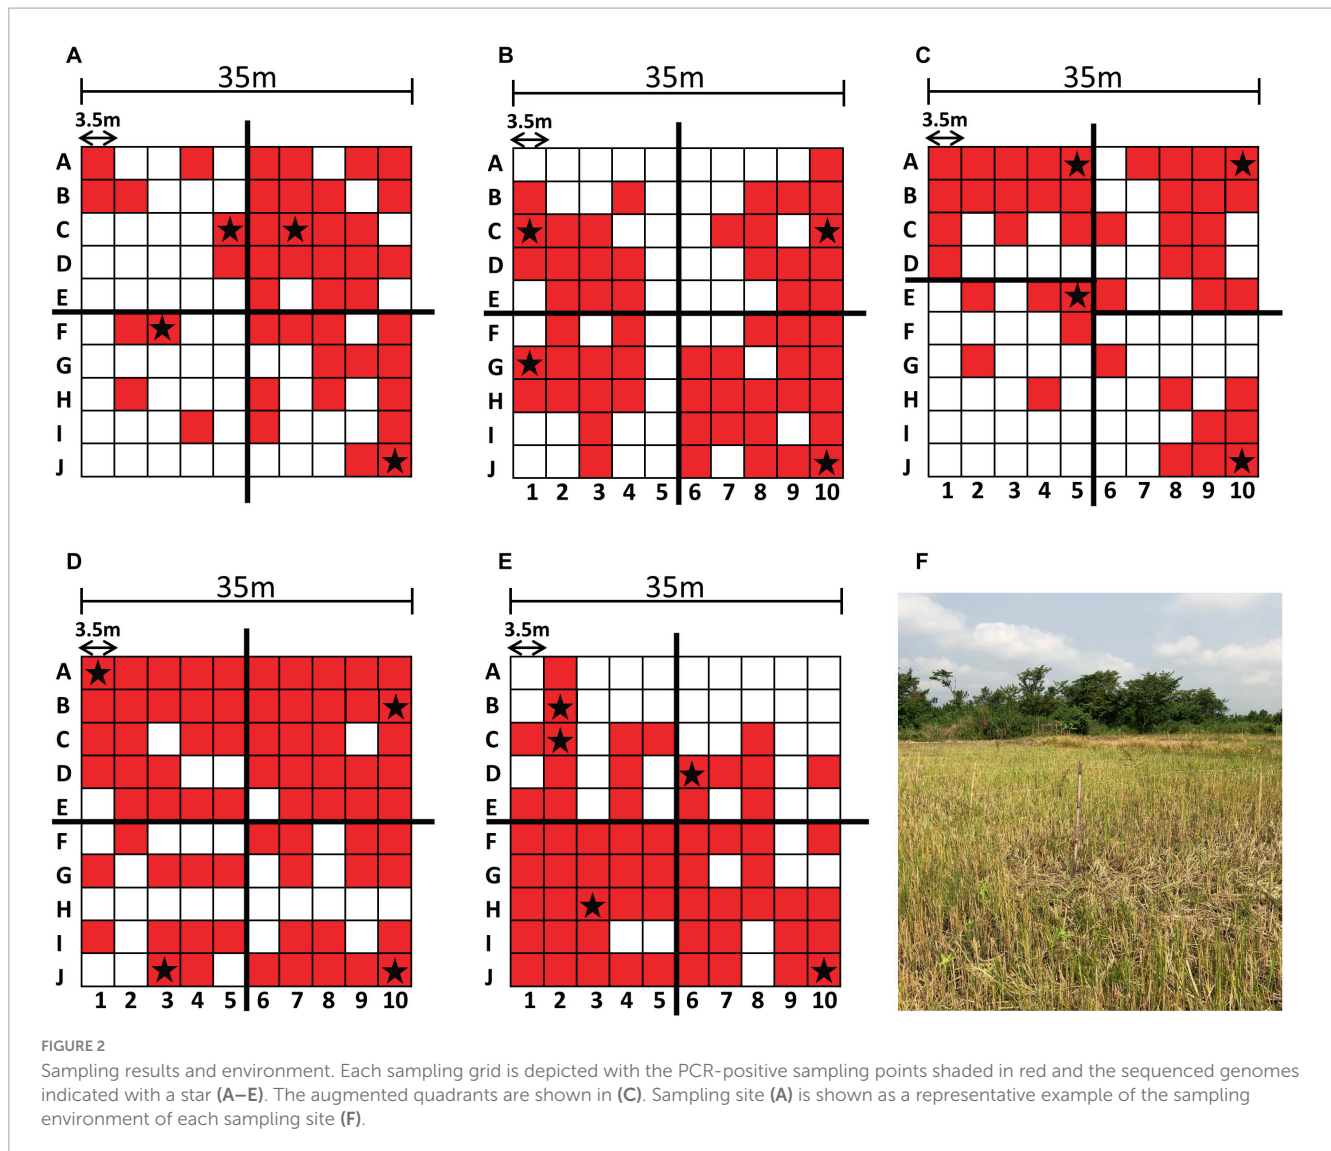 A
35m
3.5m
A
B
C
D
E
F
G
H
I
J
B
35m
3.5m
A
B
C
D
E
F
G
H
I
J
1 2 3 4 5 6 7 8 9 10
C
35m
3.5m
A
B
C
D
E
F
G
H
I
J
1 2 3 4 5 6 7 8 9 10
D
35m
3.5m
A
B
C
D
E
F
G
H
I
J
1 2 3 4 5 6 7 8 9 10
E
35m
3.5m
A
B
C
D
E
F
G
H
I
J
1 2 3 4 5 6 7 8 9 10
F
FIGURE 2
Sampling results and environment. Each sampling grid is depicted with the PCR-positive sampling points shaded in red and the sequenced genomes
indicated with a star (A–E). The augmented quadrants are shown in (C). Sampling site (A) is shown as a representative example of the sampling
environment of each sampling site (F).